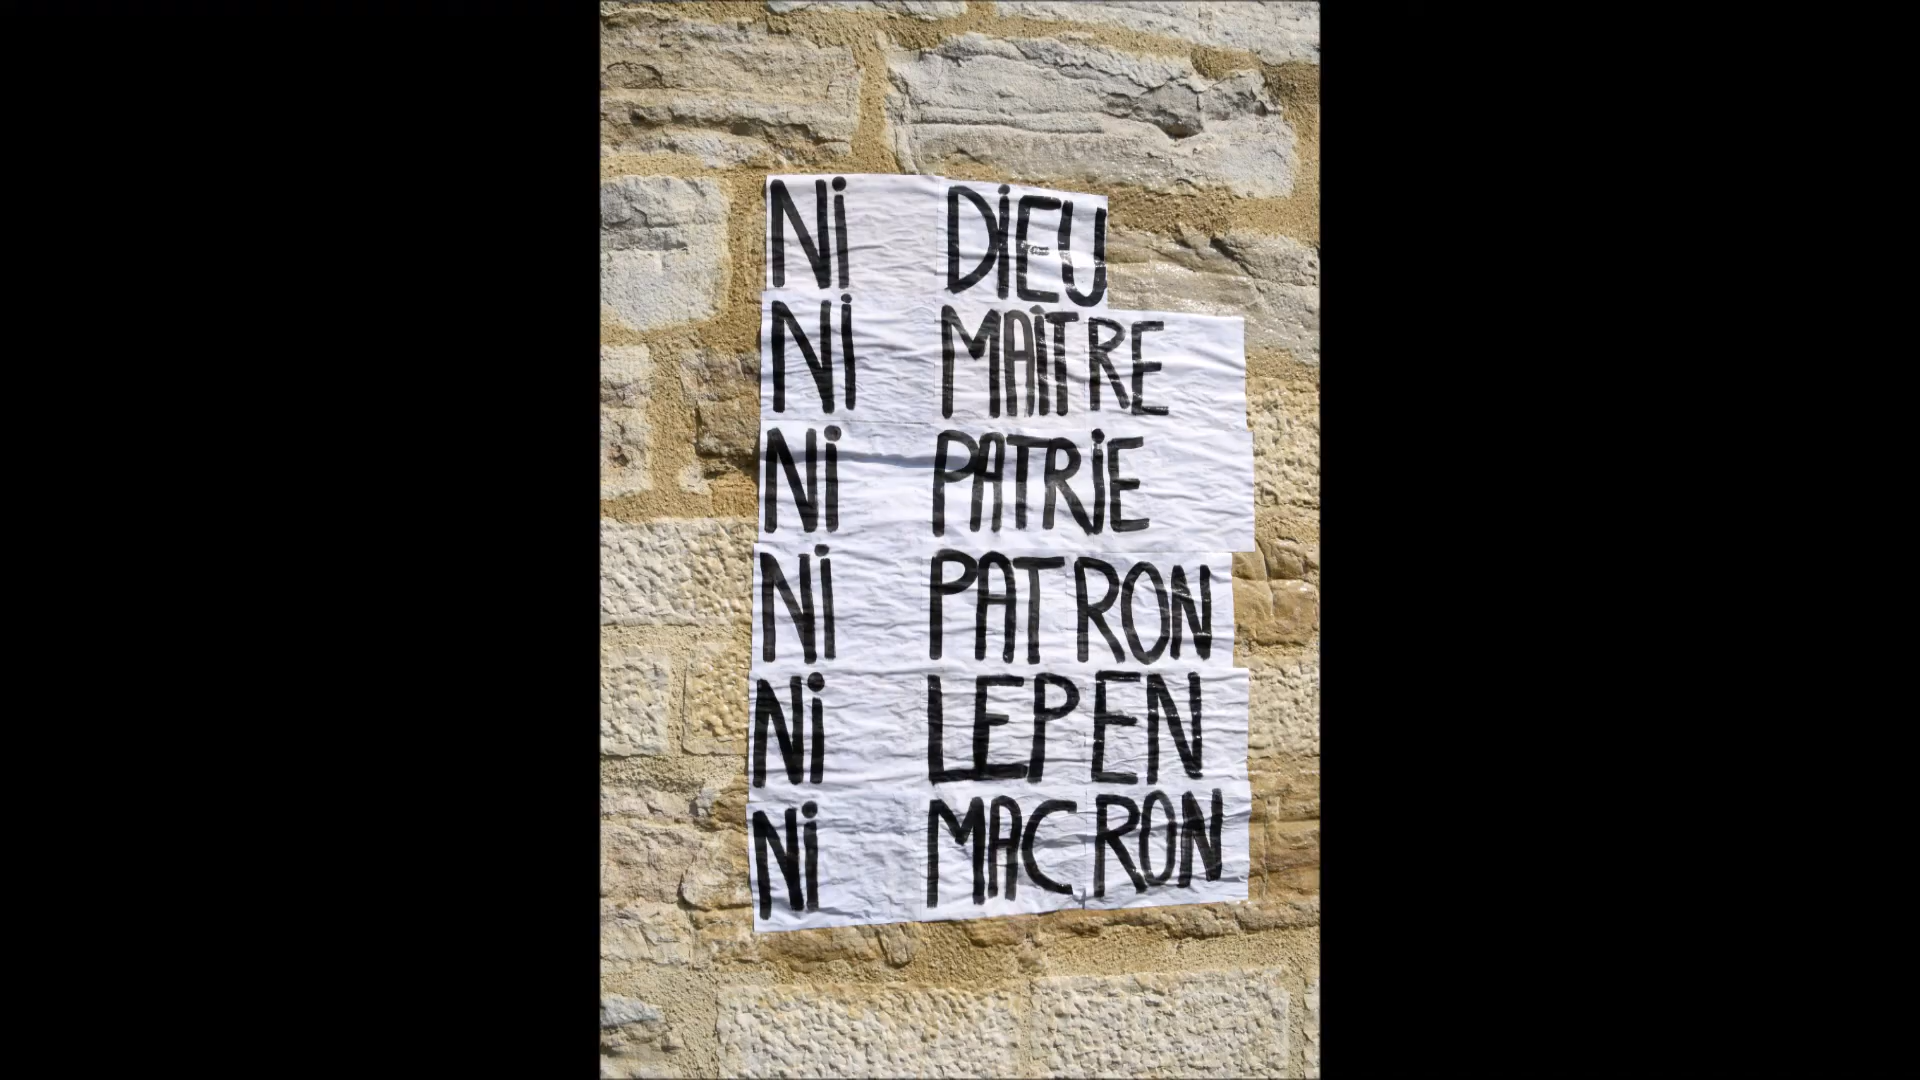 Ni DiEU
Ni MAÎTRE
Ni PATRiE
Ni PATRON
Ni LEPEN
Ni MACRON